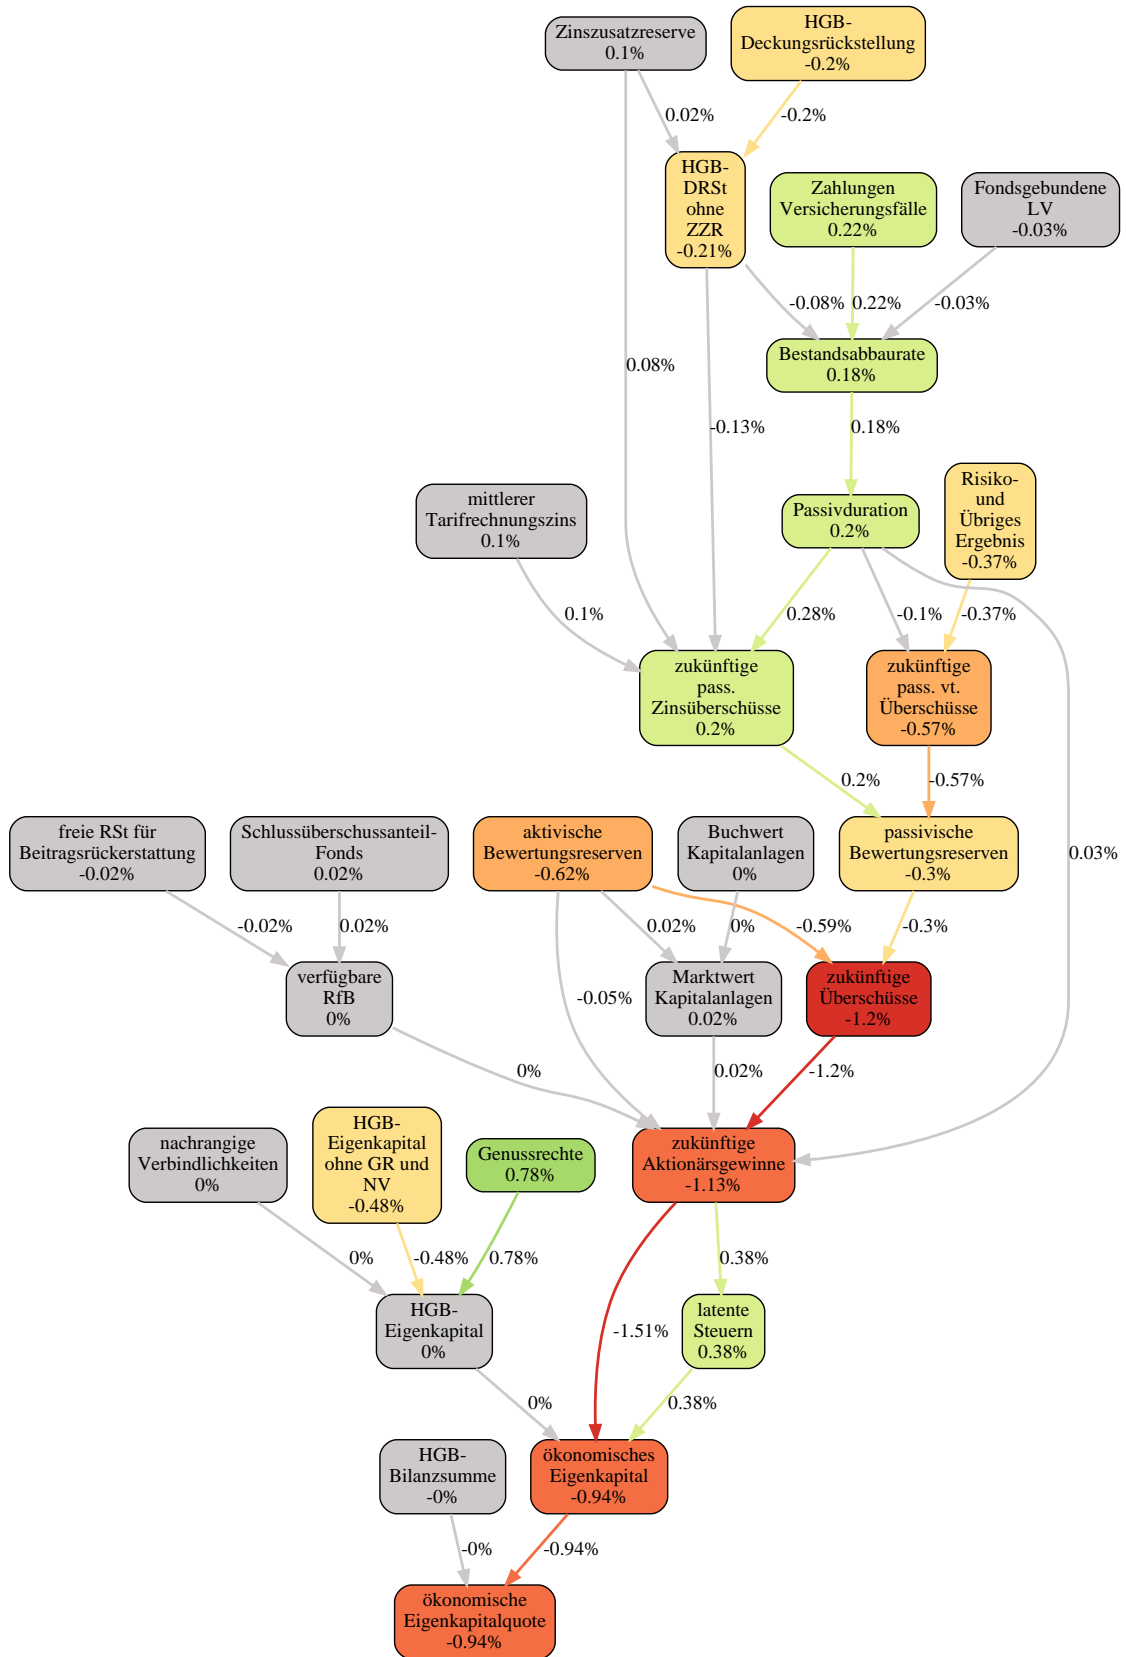 Zinszusatzreserve
0.1%
HGB-
Deckungsrückstellung
-0.2%
0.02%
-0.2%
HGB-
DRSt
ohne
ZZR
-0.21%
Zahlungen
Versicherungsfälle
0.22%
Fondsgebundene
LV
-0.03%
-0.08%
0.22%
-0.03%
Bestandsabbaurate
0.18%
0.08%
-0.13%
0.18%
mittlerer
Tarifrechnungszins
0.1%
Passivduration
0.2%
Risiko-
und
Übriges
Ergebnis
-0.37%
0.1%
0.28%
-0.1%
-0.37%
zukünftige
pass.
Zinsüberschüsse
0.2%
zukünftige
pass. vt.
Überschüsse
-0.57%
0.2%
-0.57%
freie RSt für
Beitragsrückerstattung
-0.02%
Schlussüberschussanteil-
Fonds
0.02%
aktivische
Bewertungsreserven
-0.62%
Buchwert
Kapitalanlagen
0%
passivische
Bewertungsreserven
-0.3%
0.03%
-0.02%
0.02%
0.02%
0%
-0.59%
-0.3%
verfügbare
RfB
0%
-0.05%
Marktwert
Kapitalanlagen
0.02%
zukünftige
Überschüsse
-1.2%
0%
0.02%
-1.2%
nachrangige
Verbindlichkeiten
0%
HGB-
Eigenkapital
ohne GR und
NV
-0.48%
Genussrechte
0.78%
zukünftige
Aktionärsgewinne
-1.13%
0%
-0.48%
0.78%
0.38%
HGB-
Eigenkapital
0%
-1.51%
latente
Steuern
0.38%
0%
0.38%
HGB-
Bilanzsumme
-0%
ökonomisches
Eigenkapital
-0.94%
-0%
-0.94%
ökonomische
Eigenkapitalquote
-0.94%